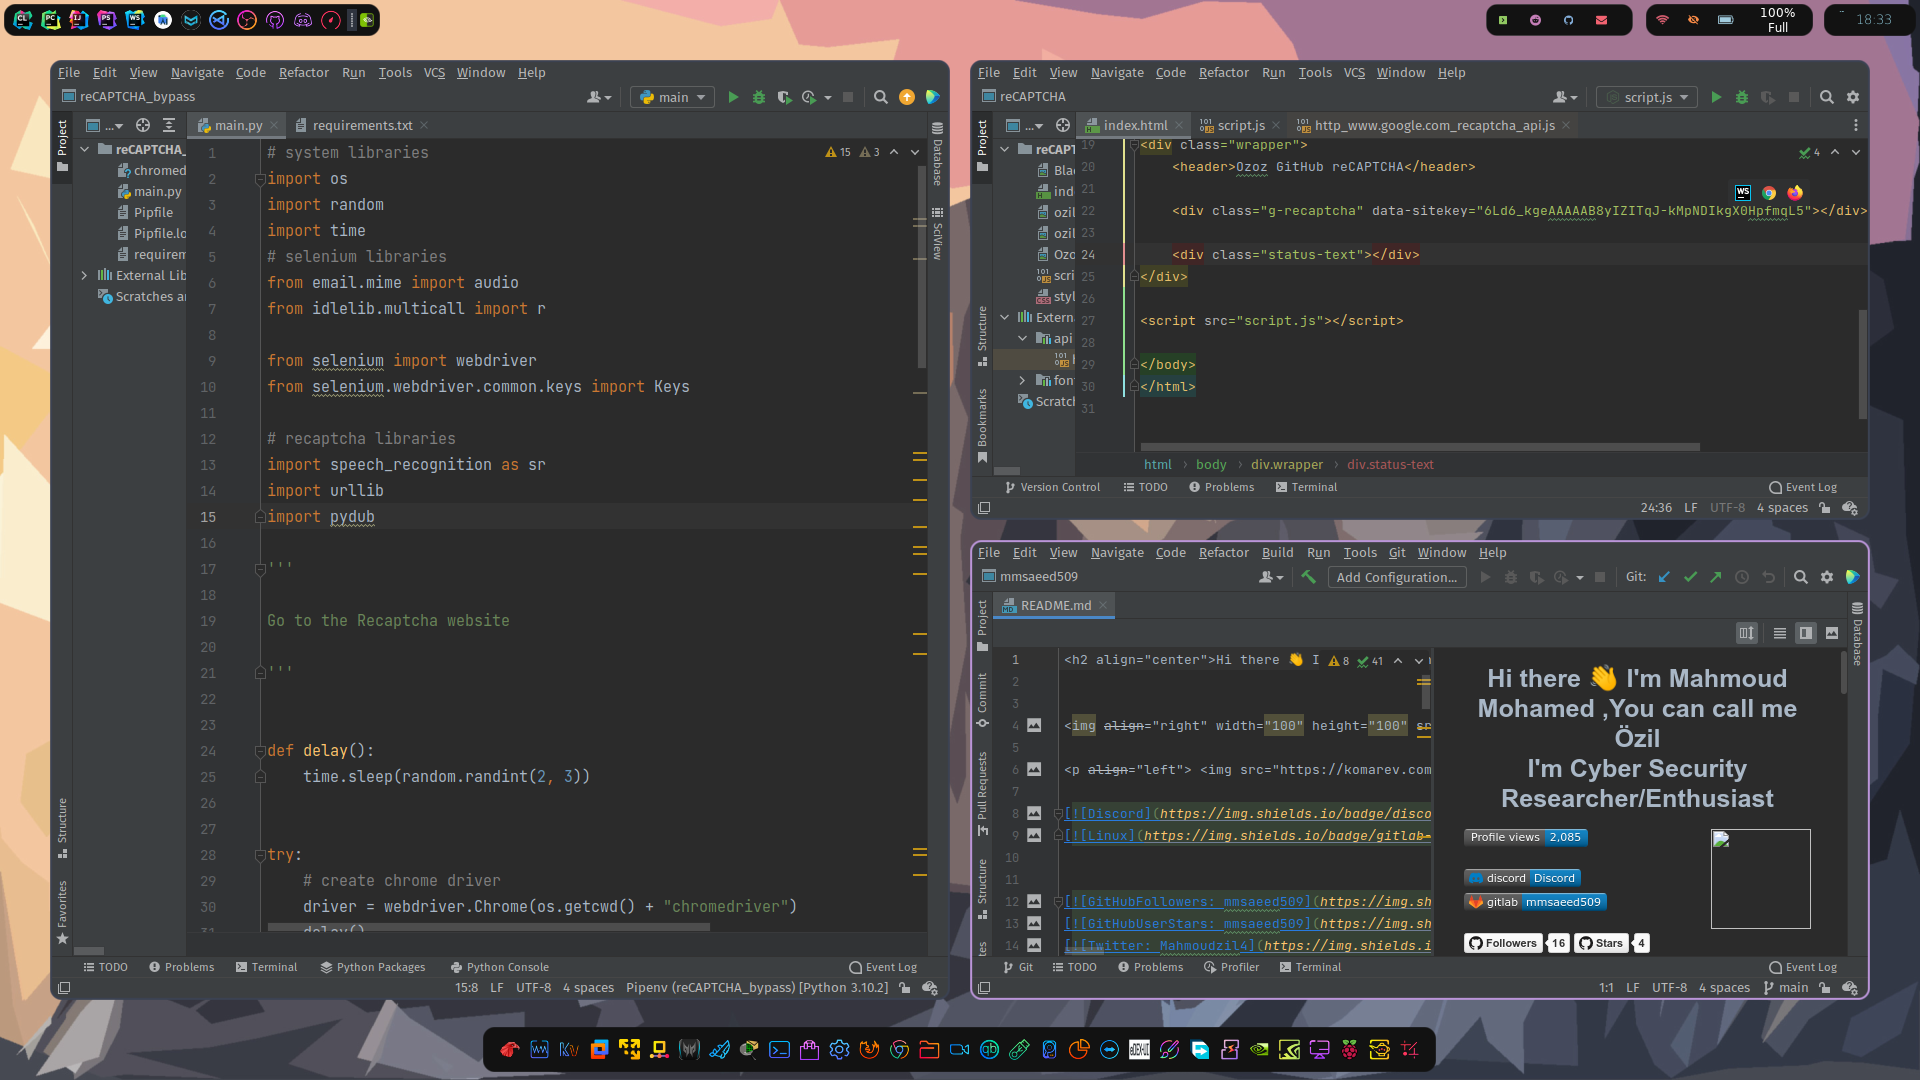 CL
PC
IJ
PS
WS
100%
Full
18:33
File Edit View Navigate Code Refactor Run Tools VCS Window Help
reCAPTCHA_bypass
main
Project
...
main.py
requirements.txt
reCAPTCHA_
chromed
main.py
Pipfile
Pipfile.lo
requirem
External Lib
Scratches a
15 3
1 # system libraries
2 import os
3 import random
4 import time
5 # selenium libraries
6 from email.mime import audio
7 from idlelib.multicall import r
8
9 from selenium import webdriver
10 from selenium.webdriver.common.keys import Keys
11
12 # recaptcha libraries
13 import speech_recognition as sr
14 import urllib
15 import pydub
16
17 '''
18
19 Go to the Recaptcha website
20
21 '''
22
23
24 def delay():
25 time.sleep(random.randint(2, 3))
26
27
28 try:
29 # create chrome driver
30 driver = webdriver.Chrome(os.getcwd() + "chromedriver")
31 delay()
Database
SciView
Structure
Favorites
TODO Problems Terminal Python Packages Python Console Event Log
15:8 LF UTF-8 4 spaces Pipenv (reCAPTCHA_bypass) [Python 3.10.2]
File Edit View Navigate Code Refactor Run Tools VCS Window Help
reCAPTCHA
script.js
Project
...
index.html
script.js
http_www.google.com_recaptcha_api.js
reCAPT
Bla
ind
ozil
ozil
Ozo
scri
styl
Extern
api
fon
Scratch
4
WS
19 <div class="wrapper">
20 <header>Ozoz GitHub reCAPTCHA</header>
21
22 <div class="g-recaptcha" data-sitekey="6Ld6_kgeAAAAAB8yIZITqJ-kMpNDIkgX0HpfmqL5"></div>
23
24 <div class="status-text"></div>
25 </div>
26
27 <script src="script.js"></script>
28
29 </body>
30 </html>
31
Structure
Bookmarks
html body div.wrapper div.status-text
Version Control TODO Problems Terminal Event Log
24:36 LF UTF-8 4 spaces
File Edit View Navigate Code Refactor Build Run Tools Git Window Help
mmsaeed509
Add Configuration...
Git:
Project
README.md
Database
8 41
1 <h2 align="center">Hi there 👋 I
2
3
4 <img align="right" width="100" height="100" sr
5
6 <p align="left"> <img src="https://komarev.com
7
8 [![Discord](https://img.shields.io/badge/disco
9 [![Linux](https://img.shields.io/badge/gitlab-
10
11
12 [![GitHubFollowers: mmsaeed509](https://img.sh
13 [![GitHubUserStars: mmsaeed509](https://img.sh
14 [![Twitter: Mahmoudzil4](https://img.shields.i
Commit
Pull Requests
Structure
Hi there 👋 I'm Mahmoud
Mohamed ,You can call me
Özil
I'm Cyber Security
Researcher/Enthusiast
Profile views 2,085
discord Discord
gitlab mmsaeed509
Followers 16 Stars 4
Git TODO Problems Profiler Terminal Event Log
1:1 LF UTF-8 4 spaces main